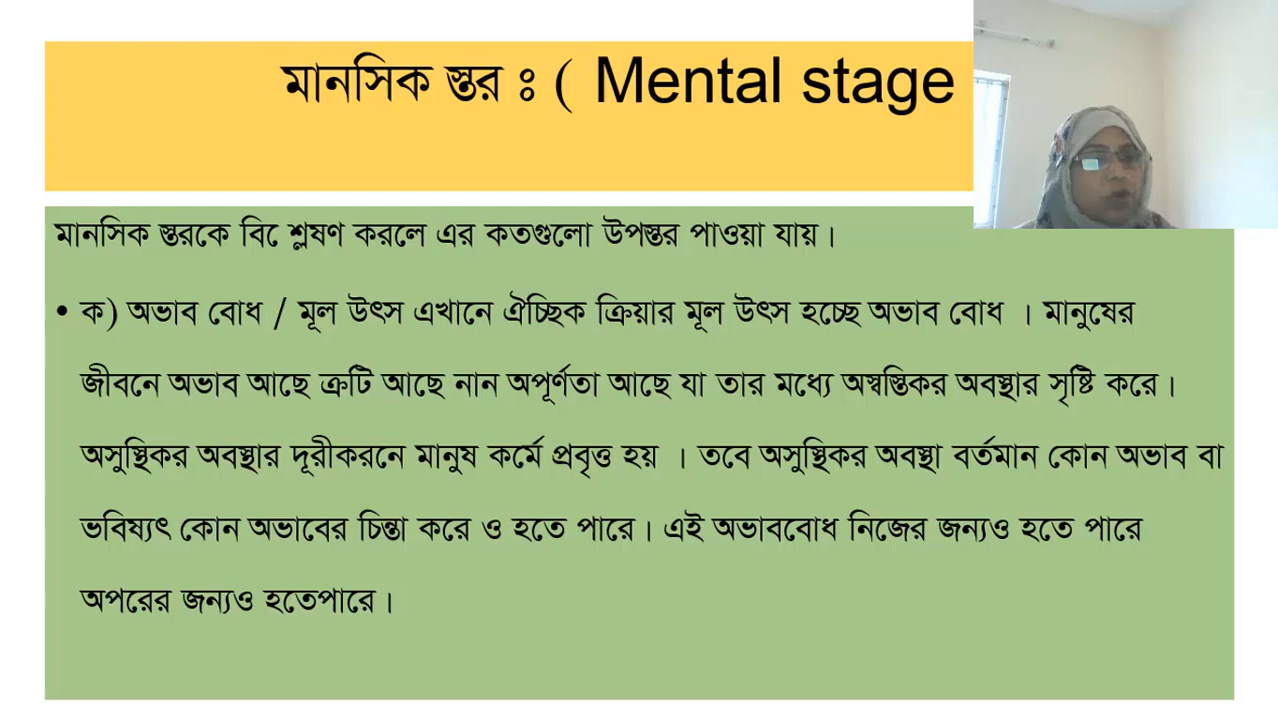 মানসিক স্তর ঃ ( Mental stage
মানসিক স্তরকে বি েশ্লষণ করলে এর কতগুলো উপস্তর পাওয়া যায়।
• ক) অভাব বোধ / মূল উৎস এখানে ঐচ্ছিক ক্রিয়ার মূল উৎস হচ্ছে অভাব বোধ । মানুষের
জীবনে অভাব আছে ক্রটি আছে নান অপূর্ণতা আছে যা তার মধ্যে অস্বস্তিকর অবস্থার সৃষ্টি করে।
অসুস্থিকর অবস্থার দূরীকরনে মানুষ কর্মে প্রবৃত্ত হয় । তবে অসুস্থিকর অবস্থা বর্তমান কোন অভাব বা
ভবিষ্যৎ কোন অভাবের চিন্তা করে ও হতে পারে। এই অভাববোধ নিজের জন্যও হতে পারে
অপরের জন্যও হতেপারে।